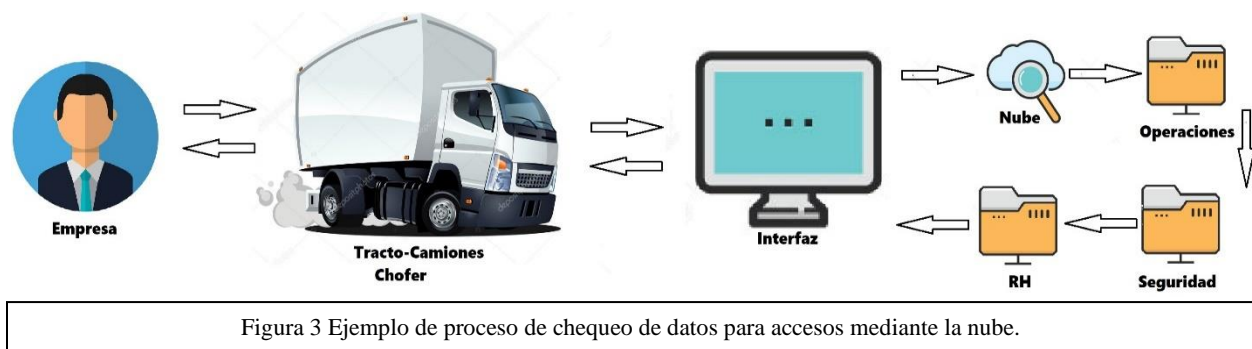 Empresa
Tracto-Camiones
Chofer
Interfaz
Nube
Operaciones
RH
Seguridad
Figura 3 Ejemplo de proceso de chequeo de datos para accesos mediante la nube.